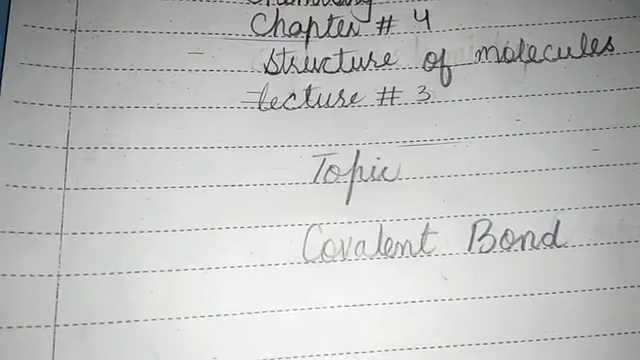 Chapter # 4
structure of molecules
lecture # 3
Topic
Covalent Bond